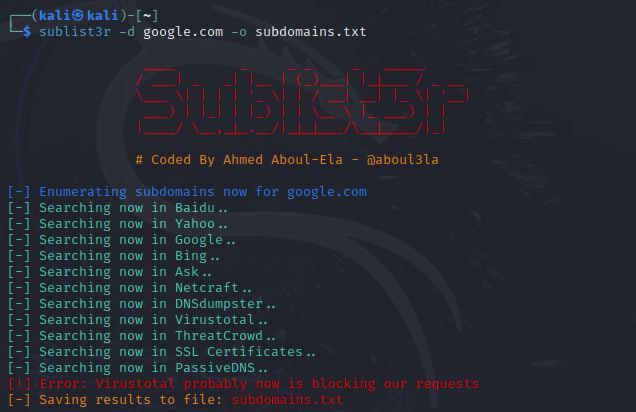 ┌──(kali㉿kali)-[~]
└─$ sublist3r -d google.com -o subdomains.txt
Sublist3r
# Coded By Ahmed Aboul-Ela - @aboul3la
[-] Enumerating subdomains now for google.com
[-] Searching now in Baidu..
[-] Searching now in Yahoo..
[-] Searching now in Google..
[-] Searching now in Bing..
[-] Searching now in Ask..
[-] Searching now in Netcraft..
[-] Searching now in DNSdumpster..
[-] Searching now in Virustotal..
[-] Searching now in ThreatCrowd..
[-] Searching now in SSL Certificates..
[-] Searching now in PassiveDNS..
[!] Error: Virustotal probably now is blocking our requests
[-] Saving results to file: subdomains.txt